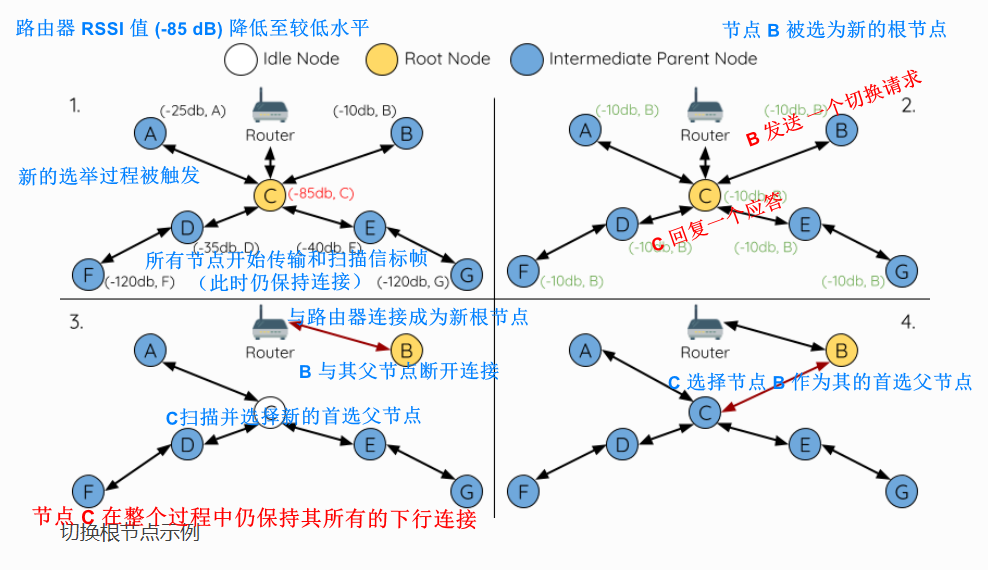 路由器 RSSI 值 (-85 dB) 降低至较低水平
节点 B 被选为新的根节点
Idle Node
Root Node
Intermediate Parent Node
1.
(-25db, A)
(-10db, B)
A
Router
B
新的选举过程被触发
C
(-85db, C)
D
E
(-35db, D)
(-40db, E)
所有节点开始传输和扫描信标帧
(此时仍保持连接)
F
(-120db, F)
(-120db, G)
G
2.
(-10db, B)
(-10db, B)
A
Router
B
B 发送 一个切换请求
C
(-10db, B)
C 回复一个应答
D
E
(-10db, B)
(-10db, B)
F
(-10db, B)
(-10db, B)
G
3.
与路由器连接成为新根节点
A
Router
B
B 与其父节点断开连接
C
C扫描并选择新的首选父节点
D
E
F
G
节点 C 在整个过程中仍保持其所有的下行连接
切换根节点示例
4.
A
Router
B
C 选择节点 B 作为其的首选父节点
C
D
E
F
G